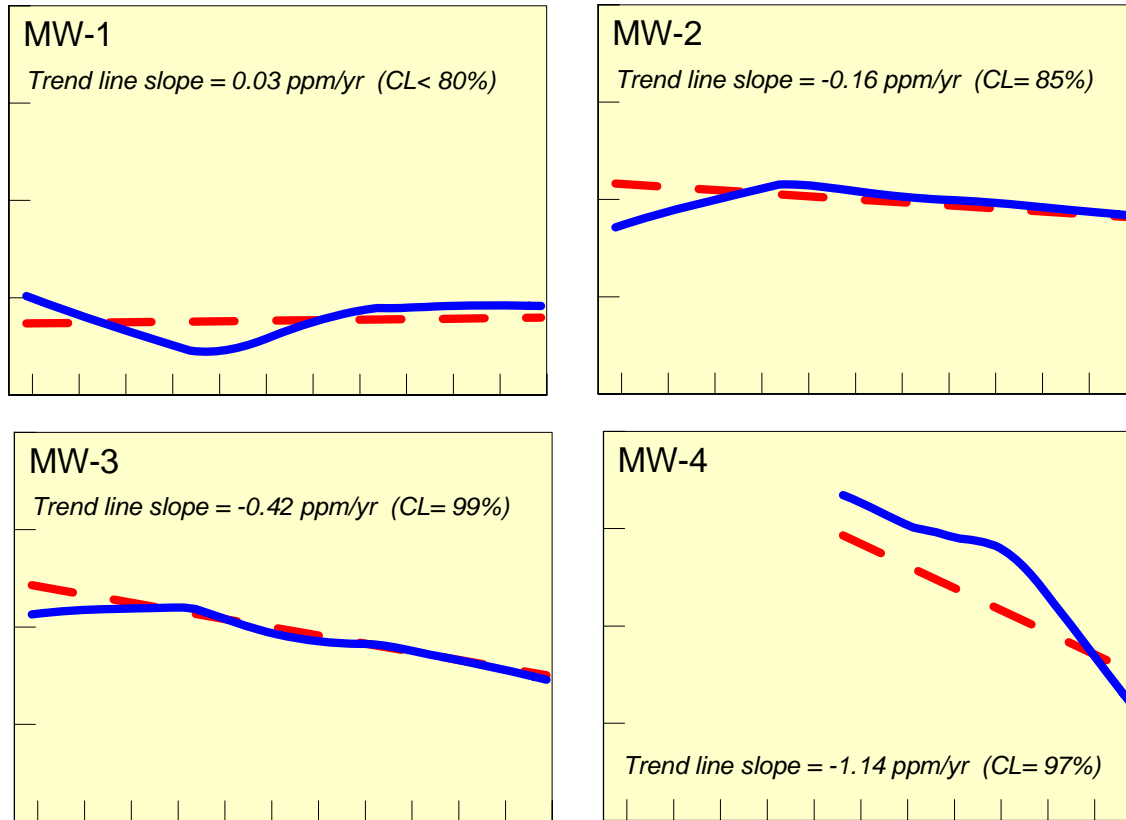 MW-1
Trend line slope = 0.03 ppm/yr (CL< 80%)
MW-2
Trend line slope = -0.16 ppm/yr (CL= 85%)
MW-3
Trend line slope = -0.42 ppm/yr (CL= 99%)
MW-4
Trend line slope = -1.14 ppm/yr (CL= 97%)